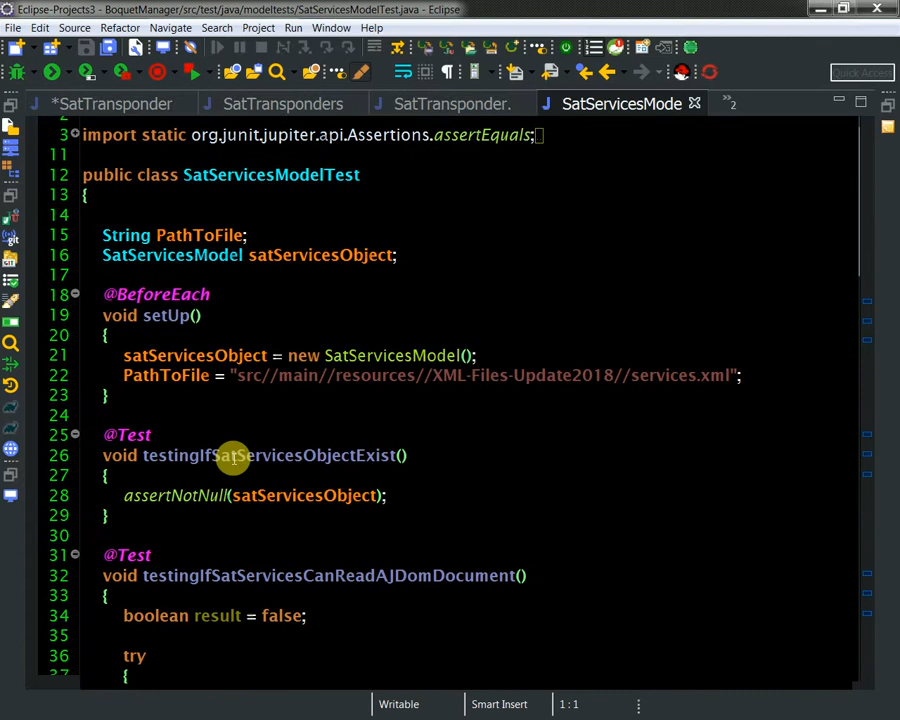 Eclipse-Projects3 - BoquetManager/src/test/java/modeltests/SatServicesModelTest.java - Eclipse
File Edit Source Refactor Navigate Search Project Run Window Help
Quick Access
*SatTransponder SatTransponders SatTransponder. SatServicesMode »2
3 import static org.junit.jupiter.api.Assertions.assertEquals;
11
12 public class SatServicesModelTest
13 {
14
15 String PathToFile;
16 SatServicesModel satServicesObject;
17
18 @BeforeEach
19 void setUp()
20 {
21 satServicesObject = new SatServicesModel();
22 PathToFile = "src//main//resources//XML-Files-Update2018//services.xml";
23 }
24
25 @Test
26 void testingIfSatServicesObjectExist()
27 {
28 assertNotNull(satServicesObject);
29 }
30
31 @Test
32 void testingIfSatServicesCanReadAJDomDocument()
33 {
34 boolean result = false;
35
36 try
37 {
Writable Smart Insert 1 : 1